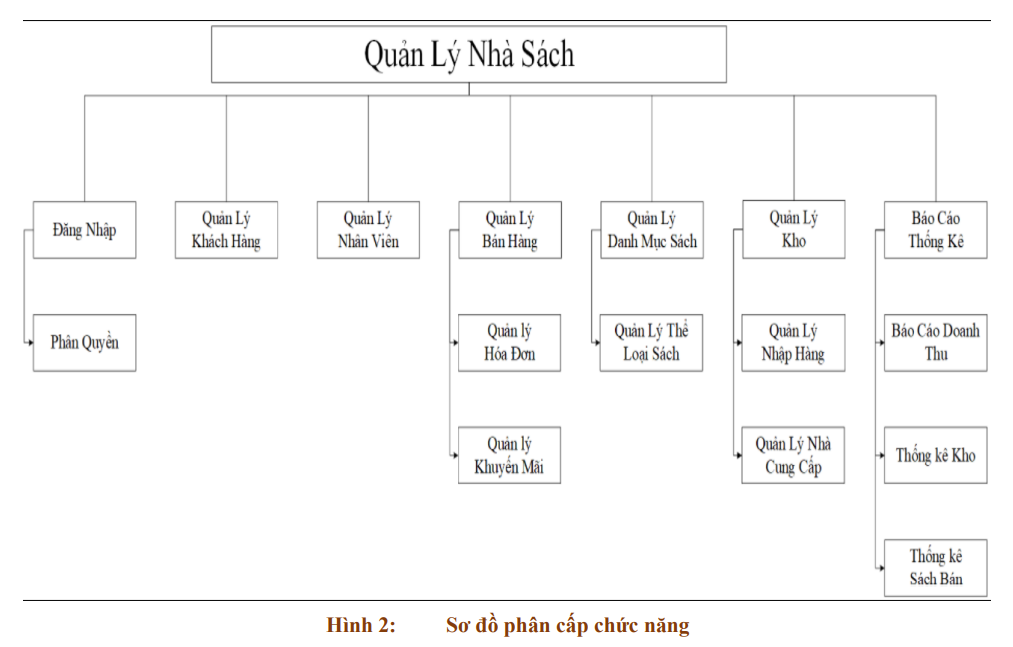 Quản Lý Nhà Sách
Đăng Nhập
Quản Lý
Khách Hàng
Quản Lý
Nhân Viên
Quản Lý
Bán Hàng
Quản Lý
Danh Mục Sách
Quản Lý
Kho
Báo Cáo
Thống Kê
Phân Quyền
Quản lý
Hóa Đơn
Quản Lý Thể
Loại Sách
Quản Lý
Nhập Hàng
Báo Cáo Doanh
Thu
Quản lý
Khuyến Mãi
Quản Lý Nhà
Cung Cấp
Thống kê Kho
Thống kê
Sách Bán
Hình 2: Sơ đồ phân cấp chức năng